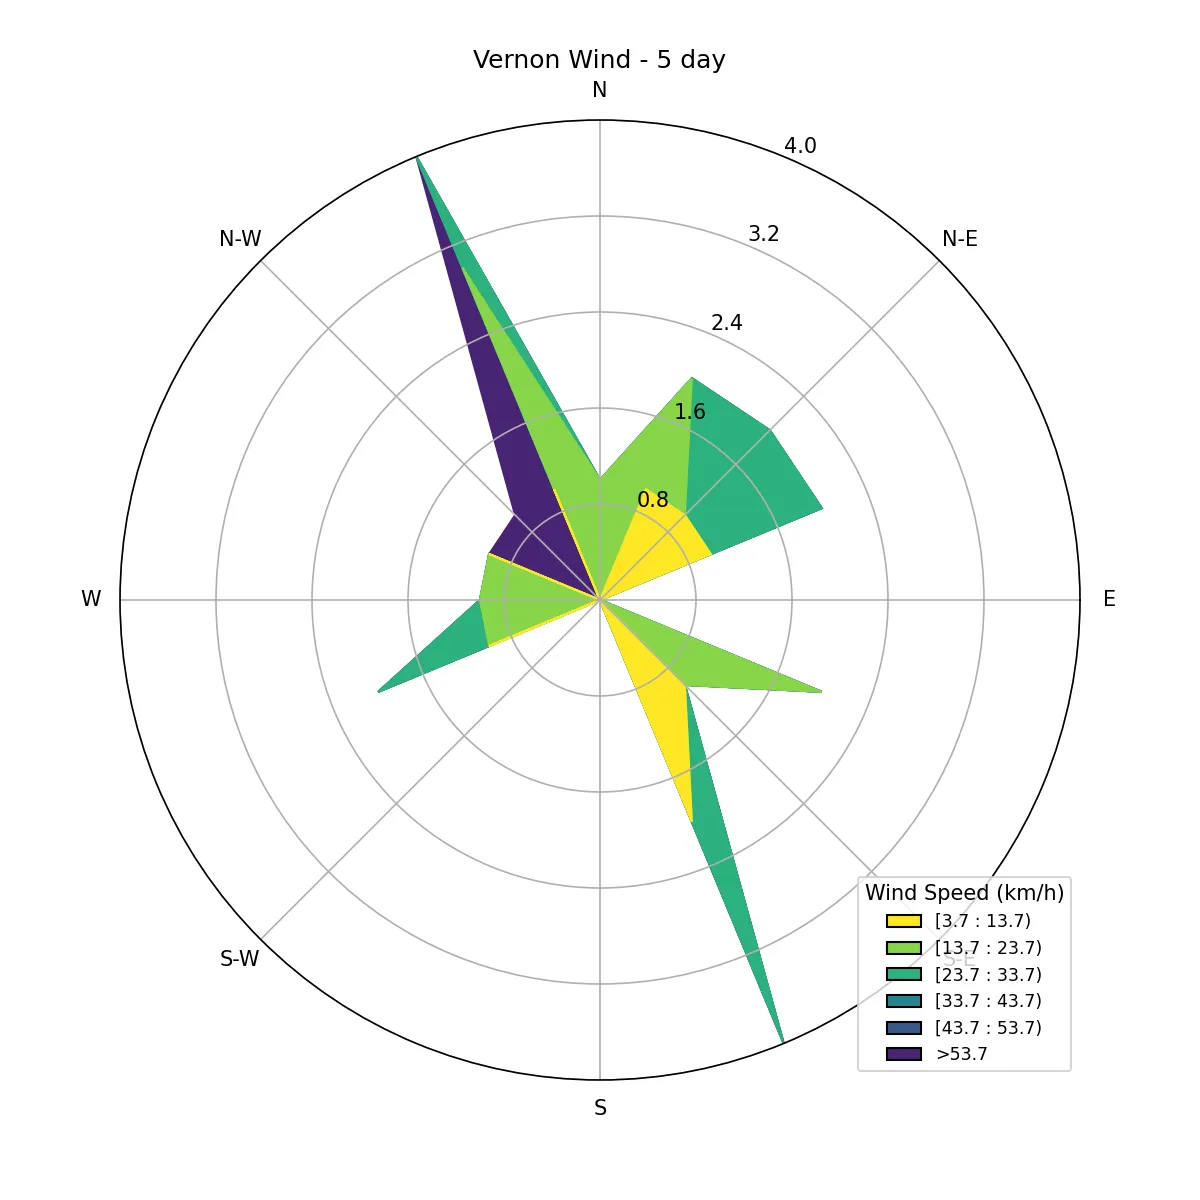 Vernon Wind - 5 day
N
4.0
N-W
3.2
N-E
2.4
1.6
0.8
W
E
S-W
S-E
S
Wind Speed (km/h)
[3.7 : 13.7)
[13.7 : 23.7)
[23.7 : 33.7)
[33.7 : 43.7)
[43.7 : 53.7)
>53.7